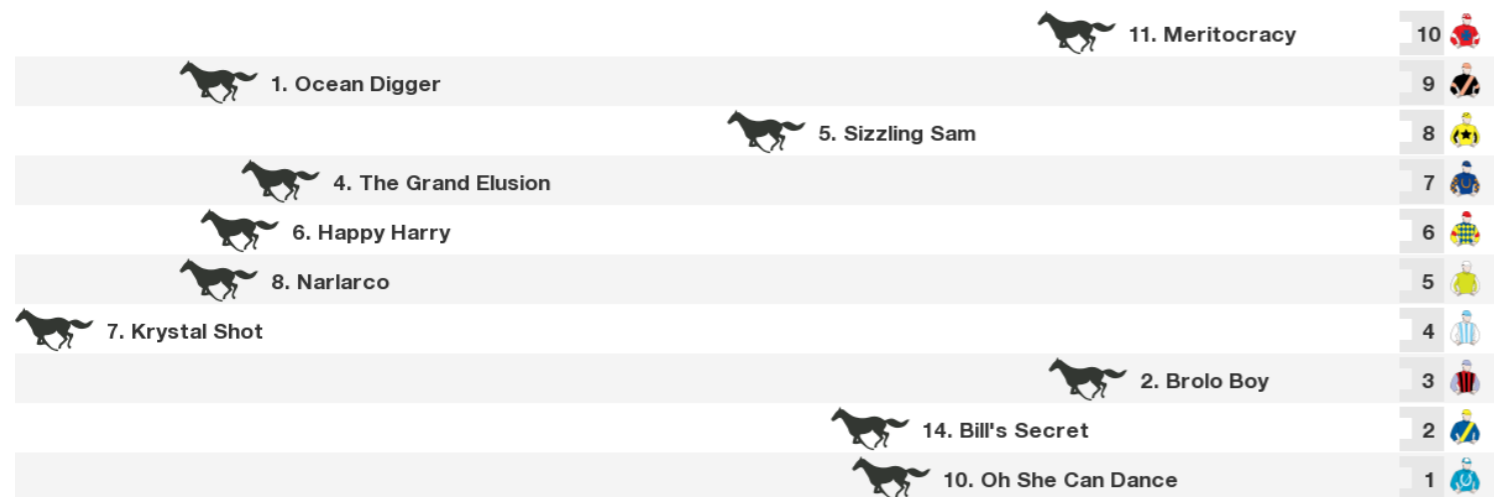 11. Meritocracy 10
1. Ocean Digger 9
5. Sizzling Sam 8
4. The Grand Elusion 7
6. Happy Harry 6
8. Narlarco 5
7. Krystal Shot 4
2. Brolo Boy 3
14. Bill's Secret 2
10. Oh She Can Dance 1